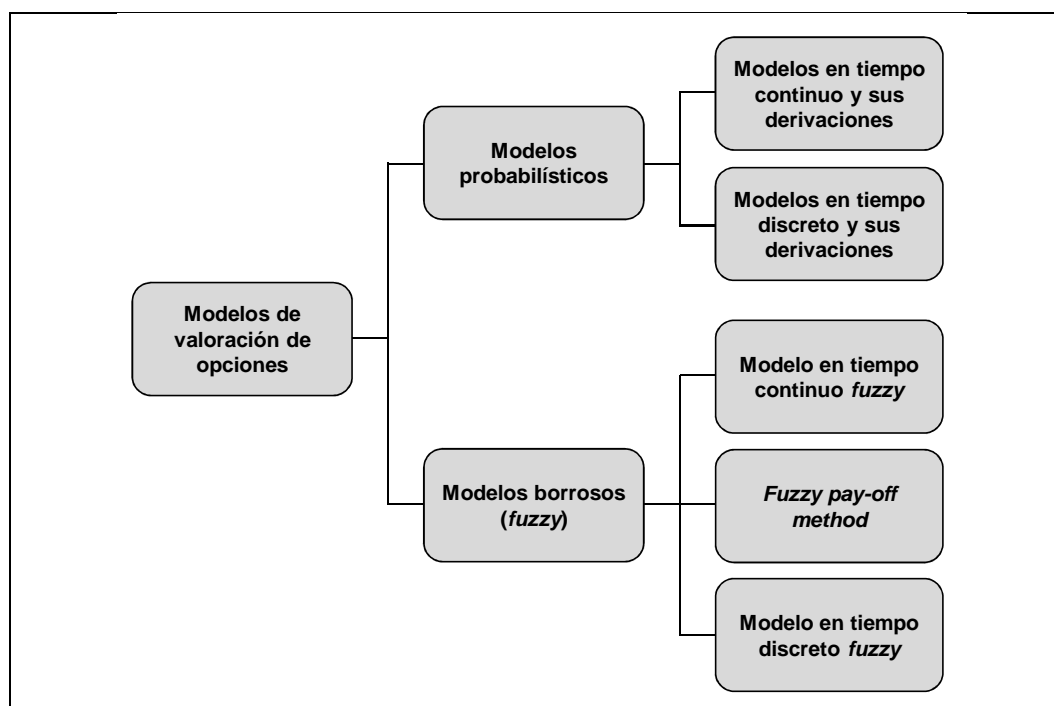 Modelos de
valoración de
opciones
Modelos
probabilísticos
Modelos en tiempo
continuo y sus
derivaciones
Modelos en tiempo
discreto y sus
derivaciones
Modelos borrosos
(fuzzy)
Modelo en tiempo
continuo fuzzy
Fuzzy pay-off
method
Modelo en tiempo
discreto fuzzy